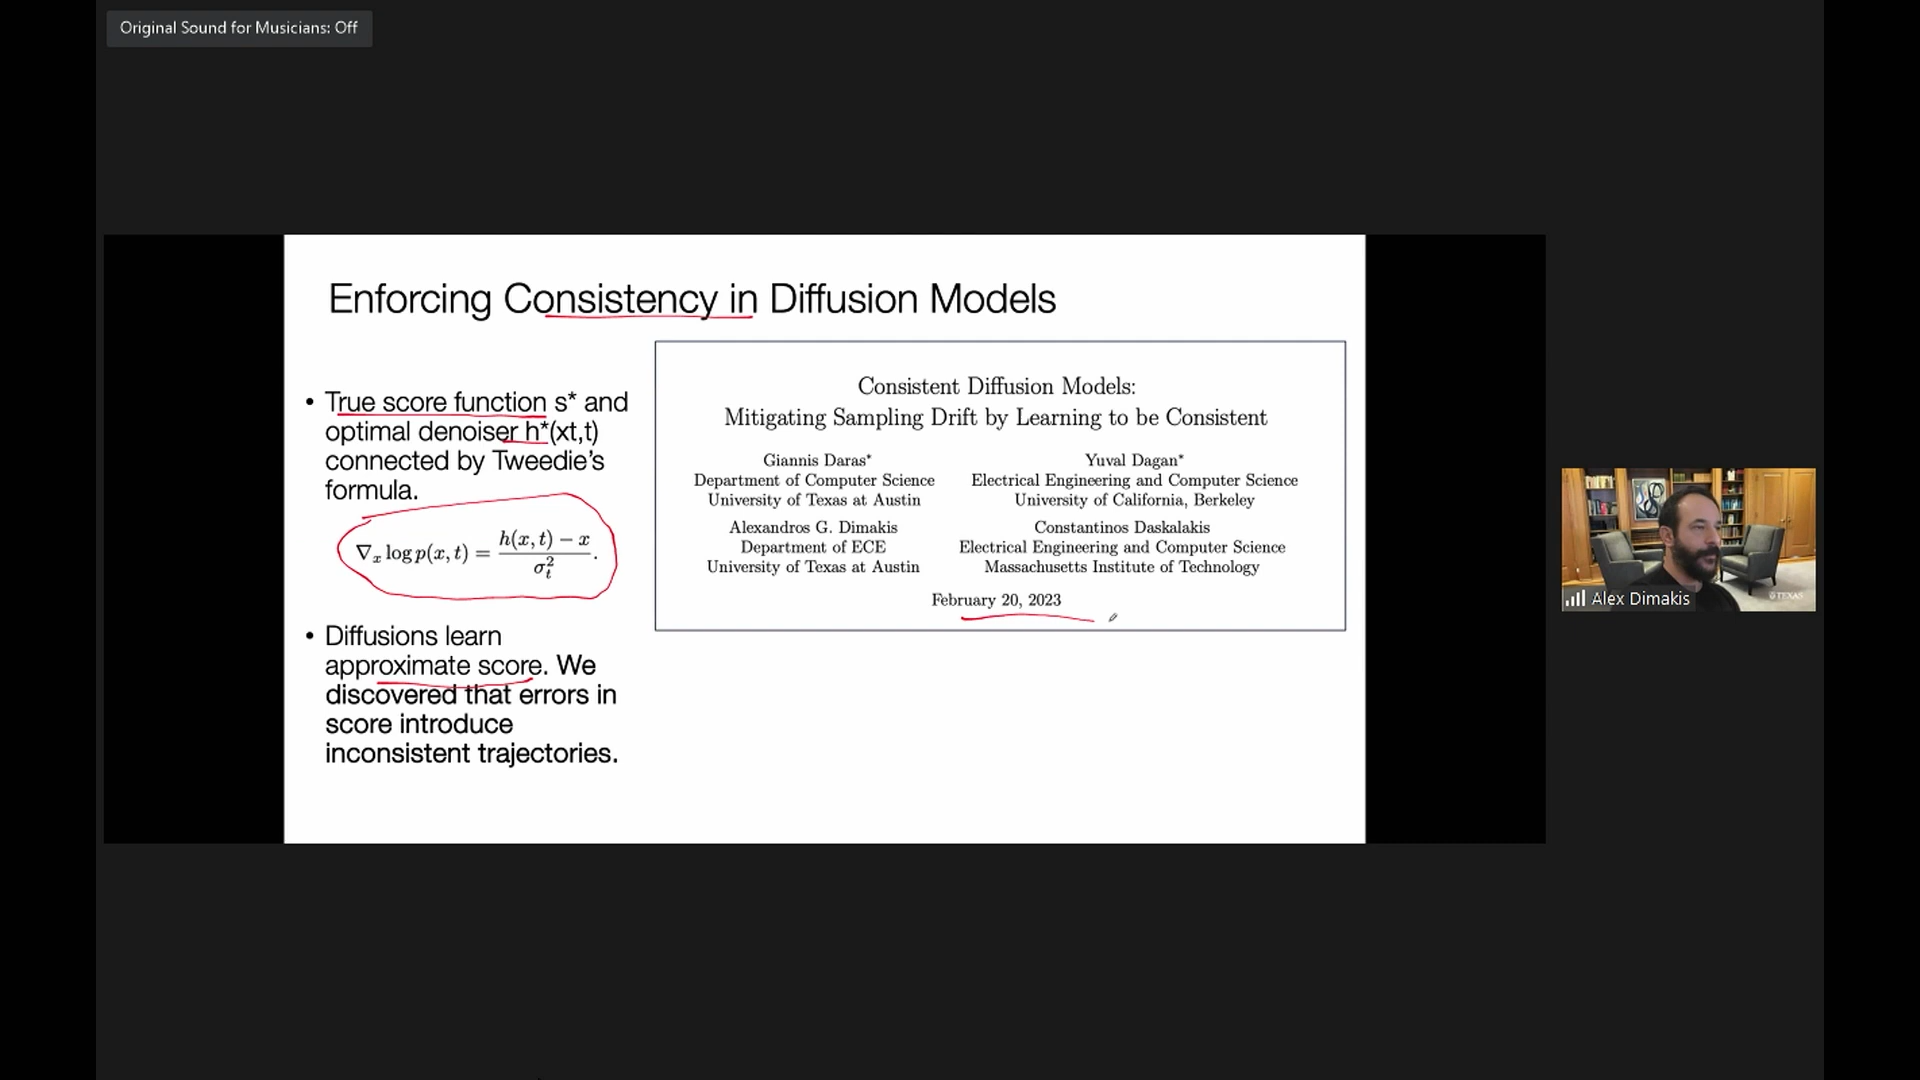 Original Sound for Musicians: Off
Enforcing Consistency in Diffusion Models
• True score function s* and
optimal denoiser h*(xt,t)
connected by Tweedie's
formula.
∇ₓ log p(x, t) = (h(x, t) − x) / σₜ².
• Diffusions learn
approximate score. We
discovered that errors in
score introduce
inconsistent trajectories.
Consistent Diffusion Models:
Mitigating Sampling Drift by Learning to be Consistent
Giannis Daras*
Department of Computer Science
University of Texas at Austin
Yuval Dagan*
Electrical Engineering and Computer Science
University of California, Berkeley
Alexandros G. Dimakis
Department of ECE
University of Texas at Austin
Constantinos Daskalakis
Electrical Engineering and Computer Science
Massachusetts Institute of Technology
February 20, 2023
Alex Dimakis
TEXAS